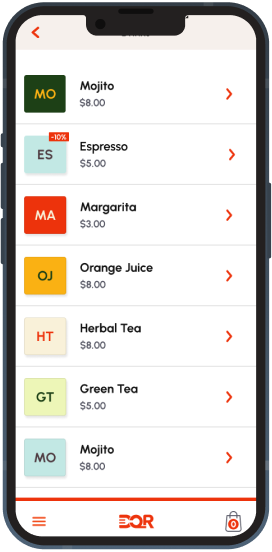 MO
Mojito
$8.00
-10%
ES
Espresso
$5.00
MA
Margarita
$3.00
OJ
Orange Juice
$8.00
HT
Herbal Tea
$8.00
GT
Green Tea
$5.00
MO
Mojito
$8.00
EQR
0